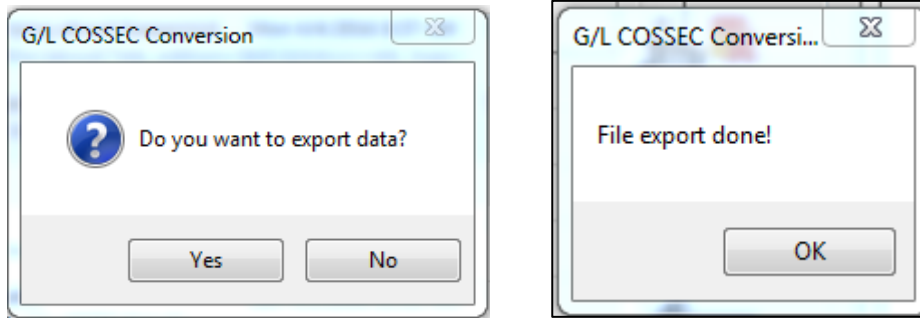 G/L COSSEC Conversion
Do you want to export data?
Yes No
G/L COSSEC Conversi...
File export done!
OK